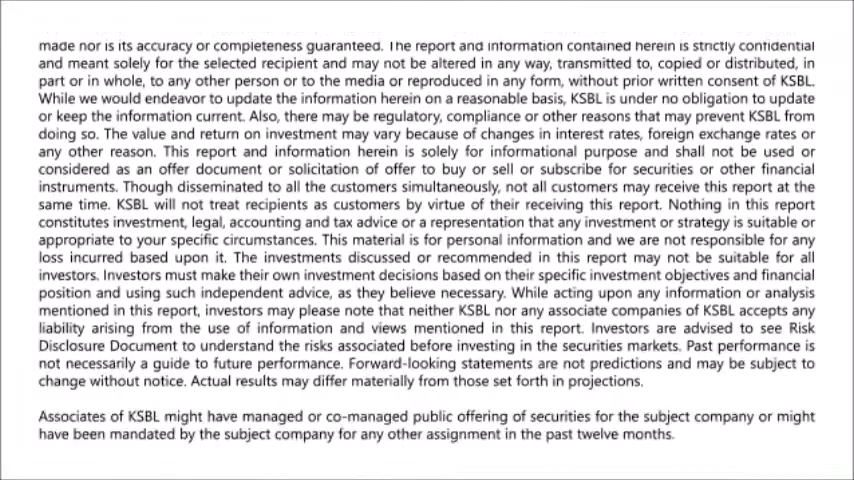 made nor is its accuracy or completeness guaranteed. The report and information contained herein is strictly confidential
and meant solely for the selected recipient and may not be altered in any way, transmitted to, copied or distributed, in
part or in whole, to any other person or to the media or reproduced in any form, without prior written consent of KSBL.
While we would endeavor to update the information herein on a reasonable basis, KSBL is under no obligation to update
or keep the information current. Also, there may be regulatory, compliance or other reasons that may prevent KSBL from
doing so. The value and return on investment may vary because of changes in interest rates, foreign exchange rates or
any other reason. This report and information herein is solely for informational purpose and shall not be used or
considered as an offer document or solicitation of offer to buy or sell or subscribe for securities or other financial
instruments. Though disseminated to all the customers simultaneously, not all customers may receive this report at the
same time. KSBL will not treat recipients as customers by virtue of their receiving this report. Nothing in this report
constitutes investment, legal, accounting and tax advice or a representation that any investment or strategy is suitable or
appropriate to your specific circumstances. This material is for personal information and we are not responsible for any
loss incurred based upon it. The investments discussed or recommended in this report may not be suitable for all
investors. Investors must make their own investment decisions based on their specific investment objectives and financial
position and using such independent advice, as they believe necessary. While acting upon any information or analysis
mentioned in this report, investors may please note that neither KSBL nor any associate companies of KSBL accepts any
liability arising from the use of information and views mentioned in this report. Investors are advised to see Risk
Disclosure Document to understand the risks associated before investing in the securities markets. Past performance is
not necessarily a guide to future performance. Forward-looking statements are not predictions and may be subject to
change without notice. Actual results may differ materially from those set forth in projections.
Associates of KSBL might have managed or co-managed public offering of securities for the subject company or might
have been mandated by the subject company for any other assignment in the past twelve months.